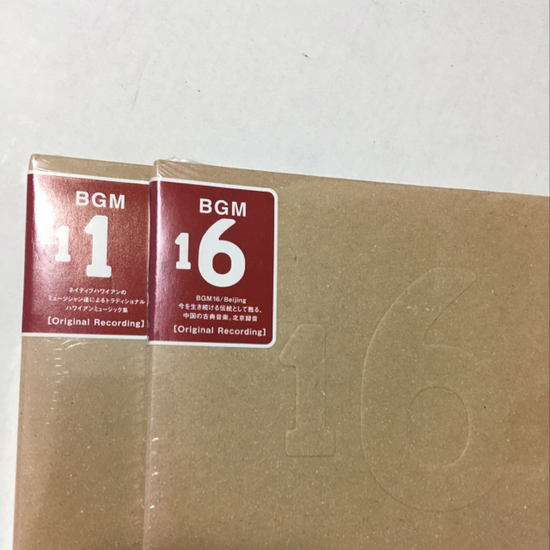 BGM
11
ネイティブハワイアンの
ミュージシャン達によるトラディショナル
ハワイアンミュージック集
[Original Recording]
BGM
16
BGM16/Beijing
今を生き続ける伝統として甦る、
中国の古典音楽。北京録音
[Original Recording]
16